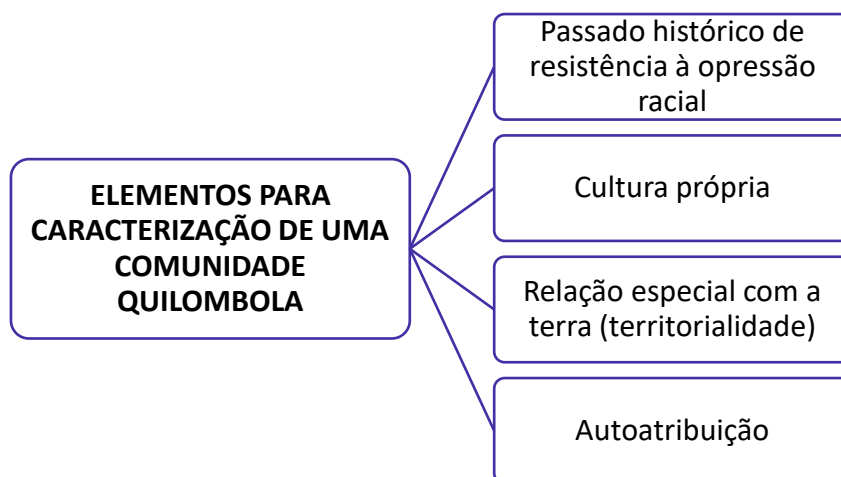 Passado histórico de
resistência à opressão
racial
ELEMENTOS PARA
CARACTERIZAÇÃO DE UMA
COMUNIDADE
QUILOMBOLA
Cultura própria
Relação especial com a
terra (territorialidade)
Autoatribuição